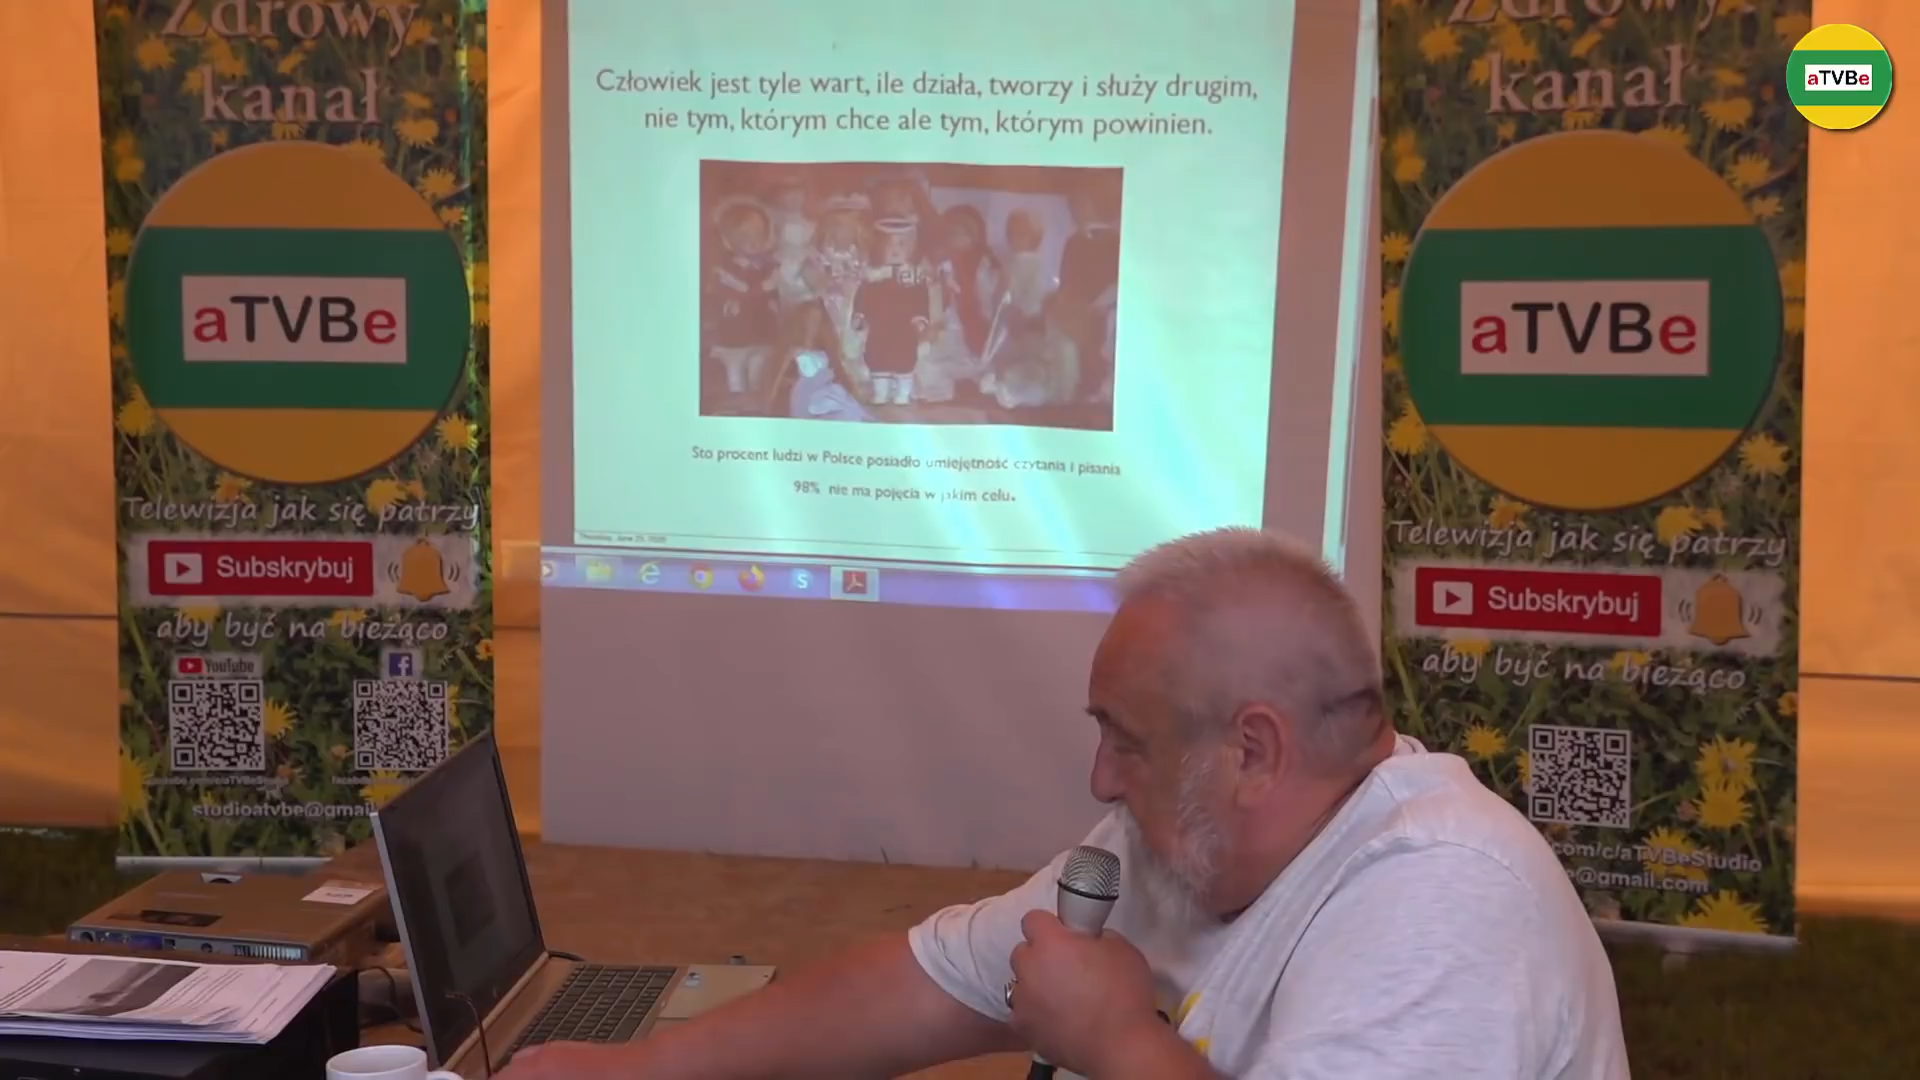 Zdrowy
kanał
aTVBe
Telewizja jak się patrzy
Subskrybuj
aby być na bieżąco
YouTube
studioatvbe@gmail
Człowiek jest tyle wart, ile działa, tworzy i służy drugim,
nie tym, którym chce ale tym, którym powinien.
Sto procent ludzi w Polsce posiadło umiejętność czytania i pisania
98% nie ma pojęcia w jakim celu.
Zdrowy
kanał
aTVBe
Telewizja jak się patrzy
Subskrybuj
aby być na bieżąco
com/c/aTVBeStudio
e@gmail.com
aTVBe